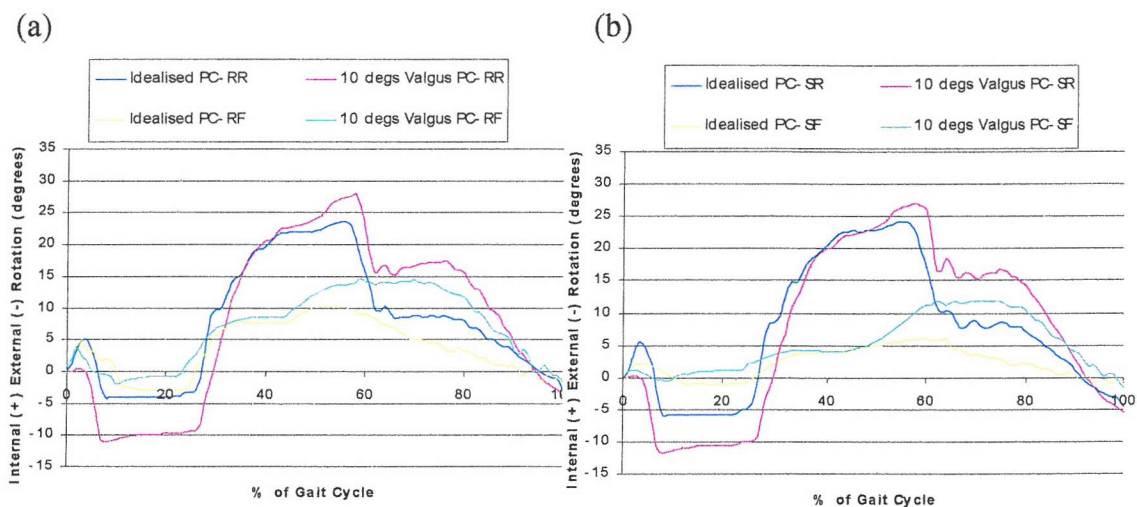 (a)
Idealised PC-RR 10 degs Valgus PC-RR
Idealised PC-RF 10 degs Valgus PC-RF
Internal (+) External (-) Rotation (degrees)
35
30
25
20
15
10
5
0
-5
-10
-15
0 20 40 60 80 100
% of Gait Cycle
(b)
Idealised PC-SR 10 degs Valgus PC-SR
Idealised PC-SF 10 degs Valgus PC-SF
Internal (+) External (-) Rotation (degrees)
35
30
25
20
15
10
5
0
-5
-10
-15
0 20 40 60 80 100
% of Gait Cycle